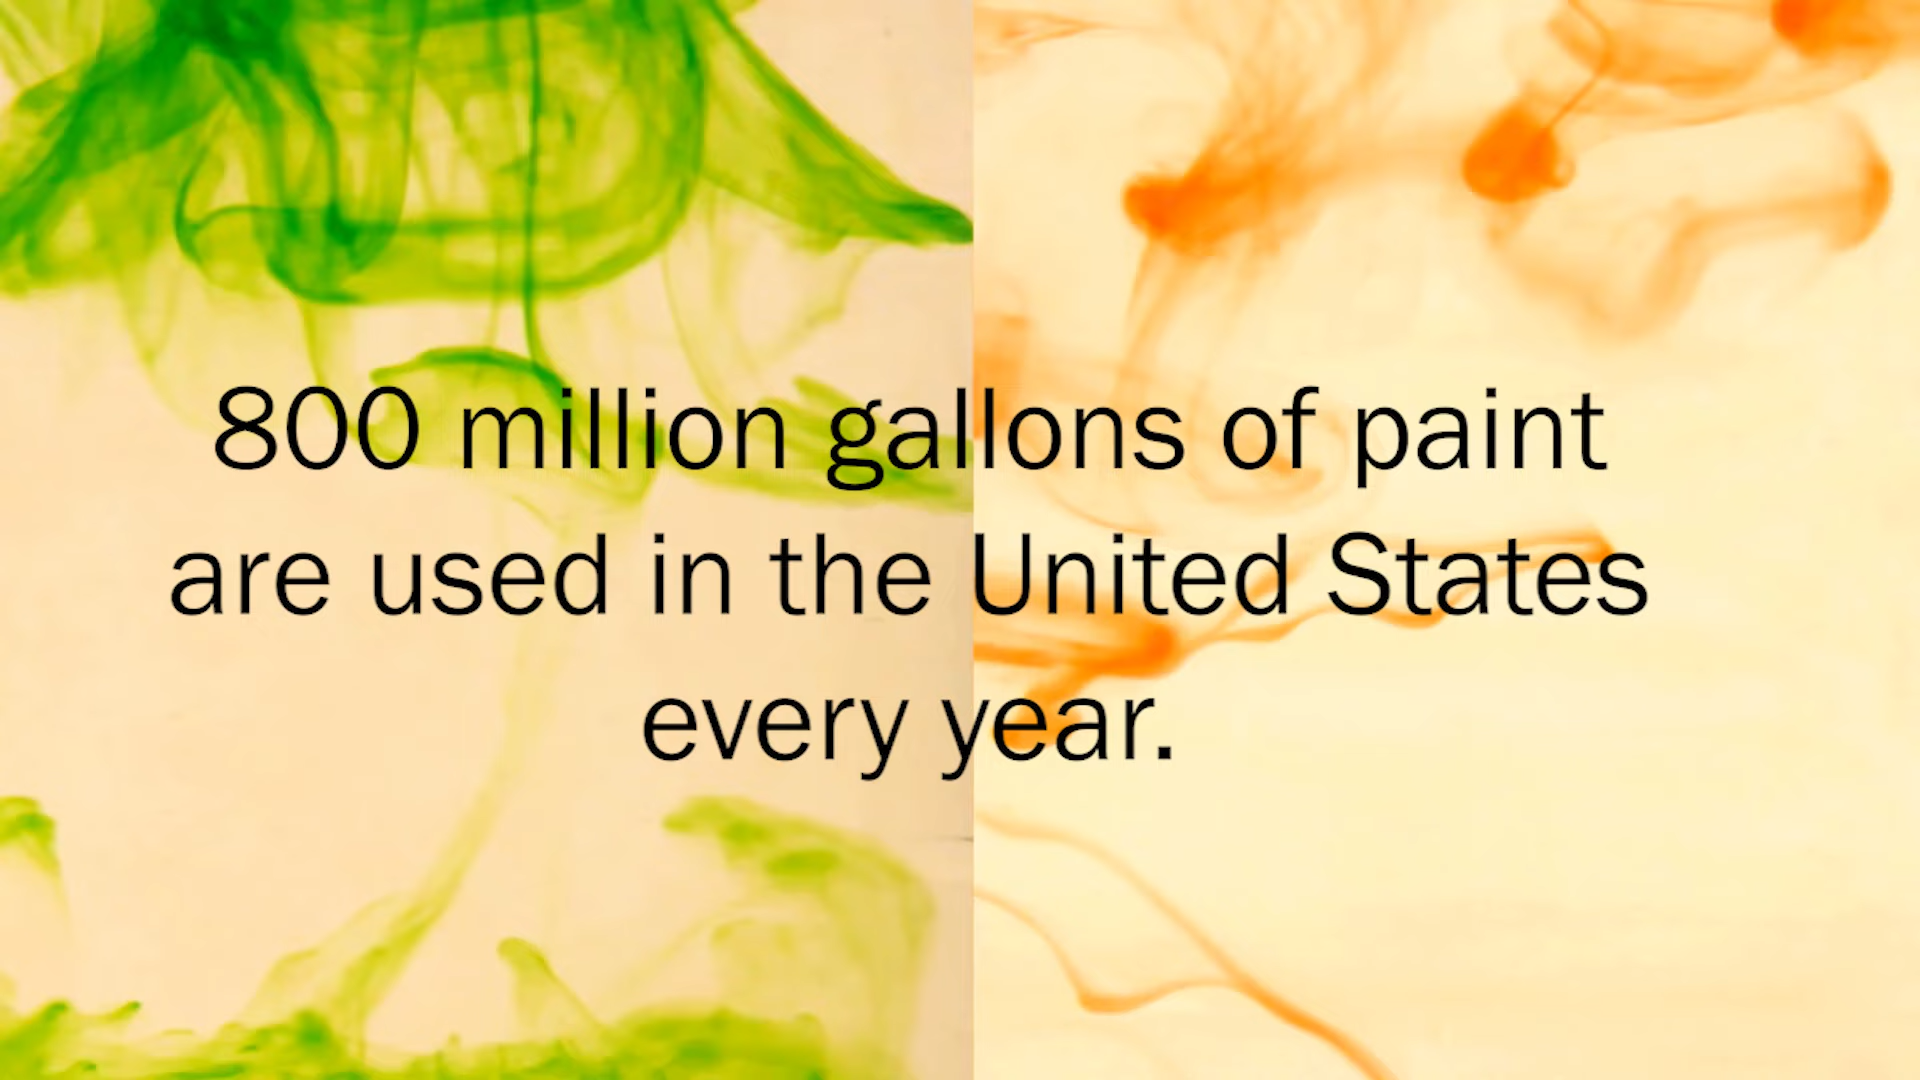 800 million gallons of paint
are used in the United States
every year.